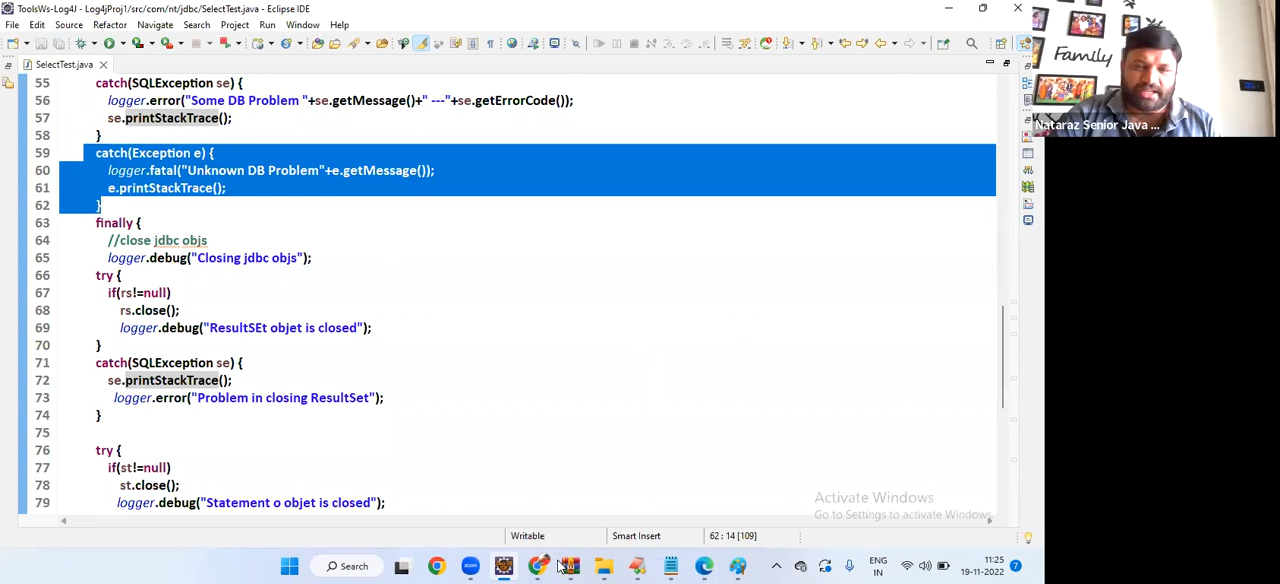 ToolsWs-Log4J - Log4jProj1/src/com/nt/jdbc/SelectTest.java - Eclipse IDE
File Edit Source Refactor Navigate Search Project Run Window Help
SelectTest.java
55 catch(SQLException se) {
56 logger.error("Some DB Problem "+se.getMessage()+" ---"+se.getErrorCode());
57 se.printStackTrace();
58 }
59 catch(Exception e) {
60 logger.fatal("Unknown DB Problem"+e.getMessage());
61 e.printStackTrace();
62 }
63 finally {
64 //close jdbc objs
65 logger.debug("Closing jdbc objs");
66 try {
67 if(rs!=null)
68 rs.close();
69 logger.debug("ResultSEt objet is closed");
70 }
71 catch(SQLException se) {
72 se.printStackTrace();
73 logger.error("Problem in closing ResultSet");
74 }
75
76 try {
77 if(st!=null)
78 st.close();
79 logger.debug("Statement o objet is closed");
Family
Nataraz Senior Java ...
Activate Windows
Go to Settings to activate Windows.
Writable Smart Insert 62 : 14 [109]
Search
ENG
IN
11:25
19-11-2022
7